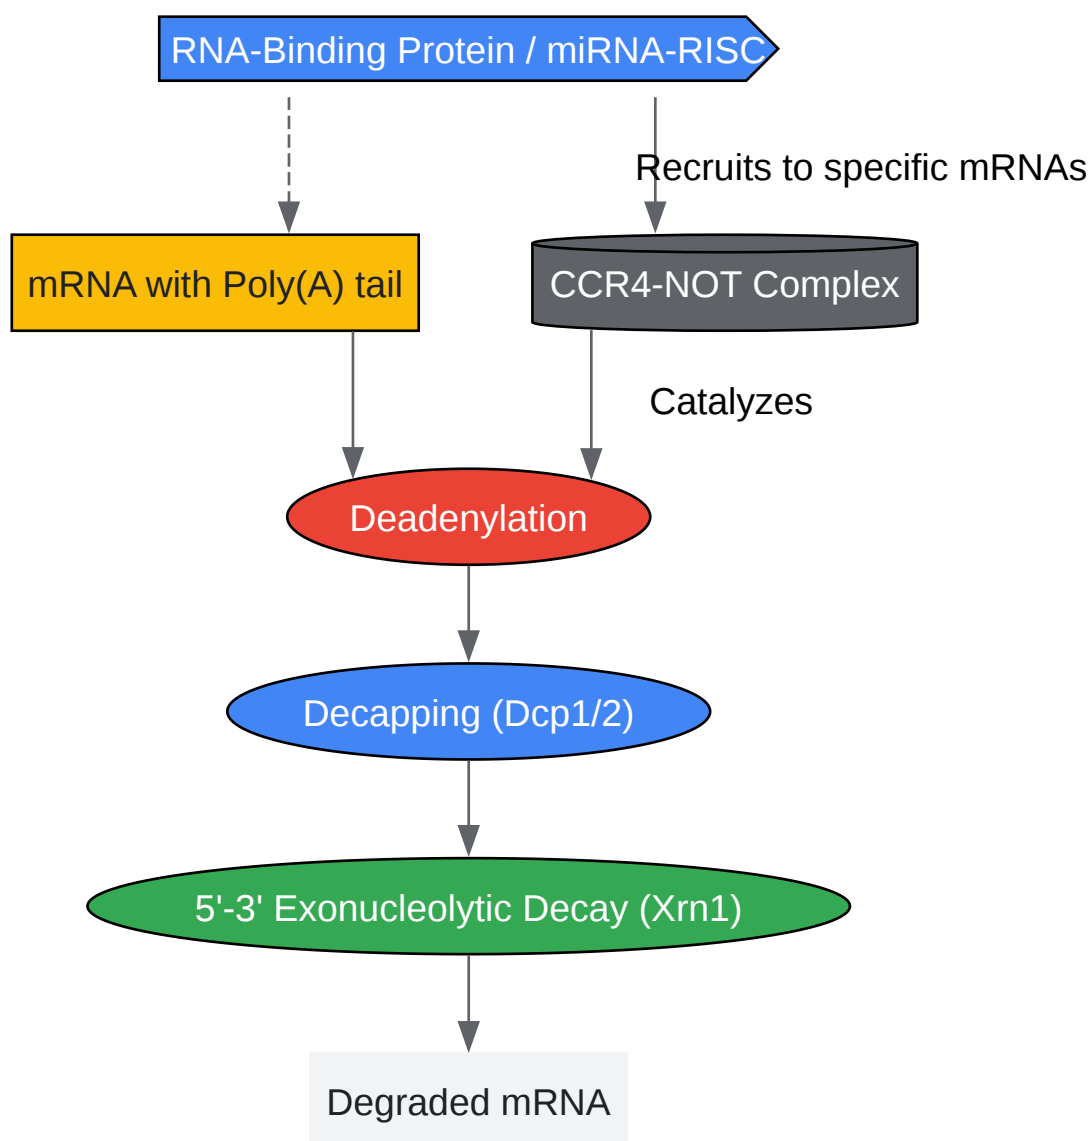 RNA-Binding Protein / miRNA-RISC
Recruits to specific mRNAs
mRNA with Poly(A) tail
CCR4-NOT Complex
Catalyzes
Deadenylation
Decapping (Dcp1/2)
5'-3' Exonucleolytic Decay (Xrn1)
Degraded mRNA